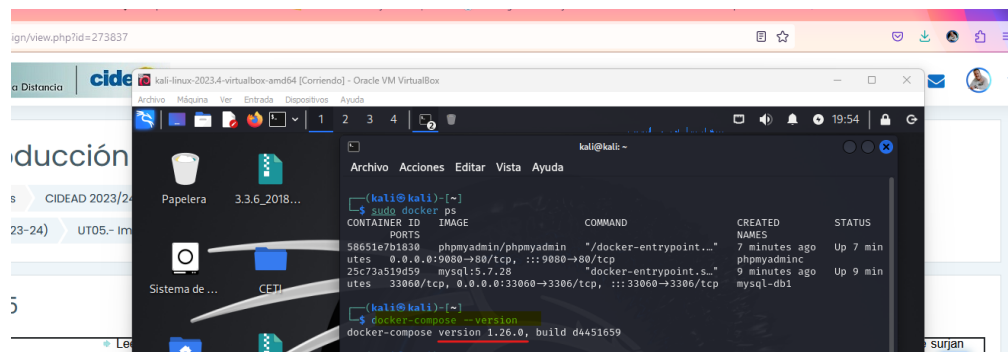 ign/view.php?id=273837
a Distancia
cide
kali-linux-2023.4-virtualbox-amd64 [Corriendo] - Oracle VM VirtualBox
Archivo Máquina Ver Entrada Dispositivos Ayuda
1 2 3 4
19:54
ducción
s CIDEAD 2023/24
23-24) UT05.- Im
5
Papelera
3.3.6_2018...
Sistema de ...
CETI
kali@kali: ~
Archivo Acciones Editar Vista Ayuda
(kali㉿kali)-[~]
$ sudo docker ps
CONTAINER ID IMAGE COMMAND CREATED STATUS
PORTS NAMES
58651e7b1830 phpmyadmin/phpmyadmin "/docker-entrypoint.…" 7 minutes ago Up 7 min
utes 0.0.0.0:9080→80/tcp, :::9080→80/tcp phpmyadminc
25c73a519d59 mysql:5.7.28 "docker-entrypoint.s…" 9 minutes ago Up 9 min
utes 33060/tcp, 0.0.0.0:33060→3306/tcp, :::33060→3306/tcp mysql-db1
(kali㉿kali)-[~]
$ docker-compose --version
docker-compose version 1.26.0, build d4451659
Lee
surjan